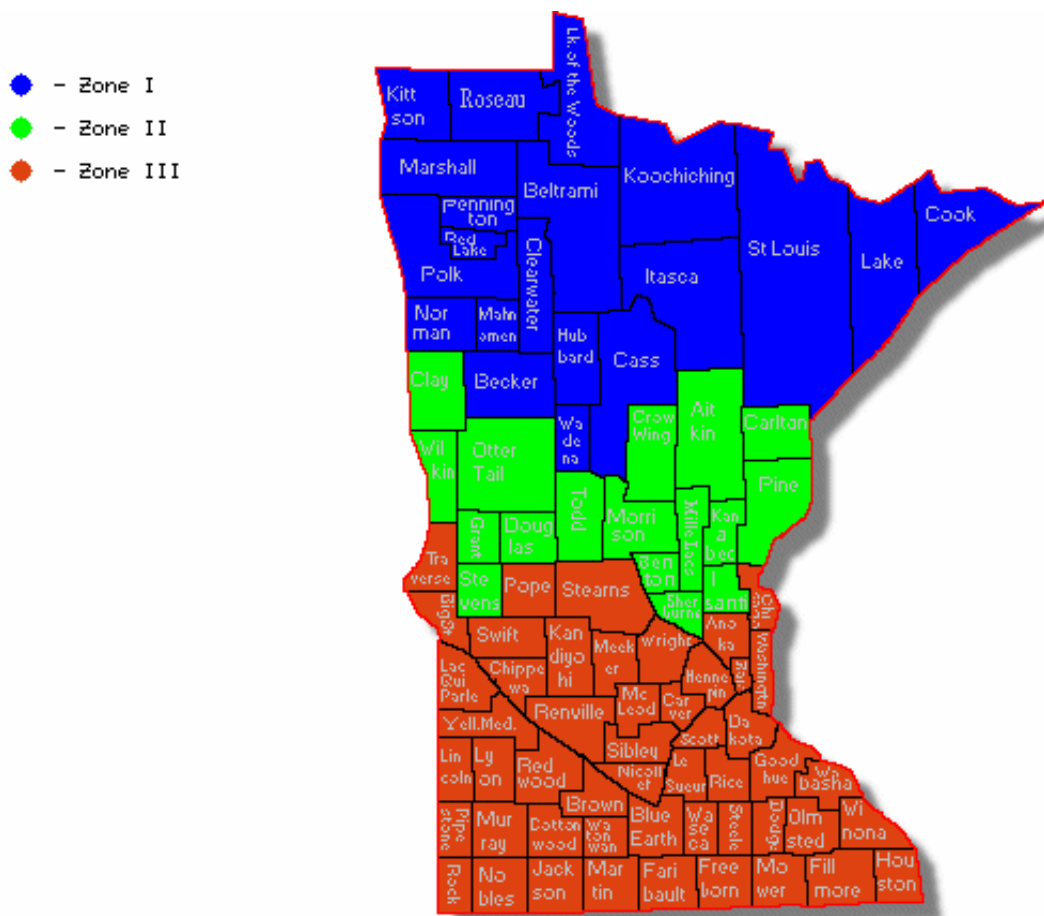 - Zone I
- Zone II
- Zone III
Kitt
son
Roseau
Lk. of the Woods
Marshall
Beltrami
Koochiching
Penning
ton
Red
Lake
Clearwater
Polk
Itasca
St Louis
Lake
Cook
Nor
man
Mahn
omen
Hub
bard
Cass
Clay
Becker
Wa
de
na
Crow
Wing
Ait
kin
Carltan
Wil
kin
Otter
Tail
Todd
Morri
son
Mille Lacs
Kan
a
bec
Pine
Grant
Doug
las
Tra
verse
Ste
vens
Pope
Stearns
Ben
ton
Sher
burne
I
santi
Chi
Big St
Swift
Kan
diyo
hi
Meek
er
Wright
Ano
ka
Washingtn
Lac
Qui
Parle
Chippe
wa
Renville
Mc
Leod
Car
ver
Henne
pin
Yell.Med.
Sibley
Scott
Da
kota
Lin
coln
Ly
on
Red
wood
Nicoll
et
Le
Sueur
Rice
Good
hue
Wa
basha
Brown
Pipe
stone
Mur
ray
Cotton
wood
Wa
ton
wan
Blue
Earth
Wa
se
ca
Steele
Dodge
Olm
sted
Wi
nona
Rock
No
bles
Jack
son
Mar
tin
Fari
bault
Free
born
Mo
wer
Fill
more
Hou
ston